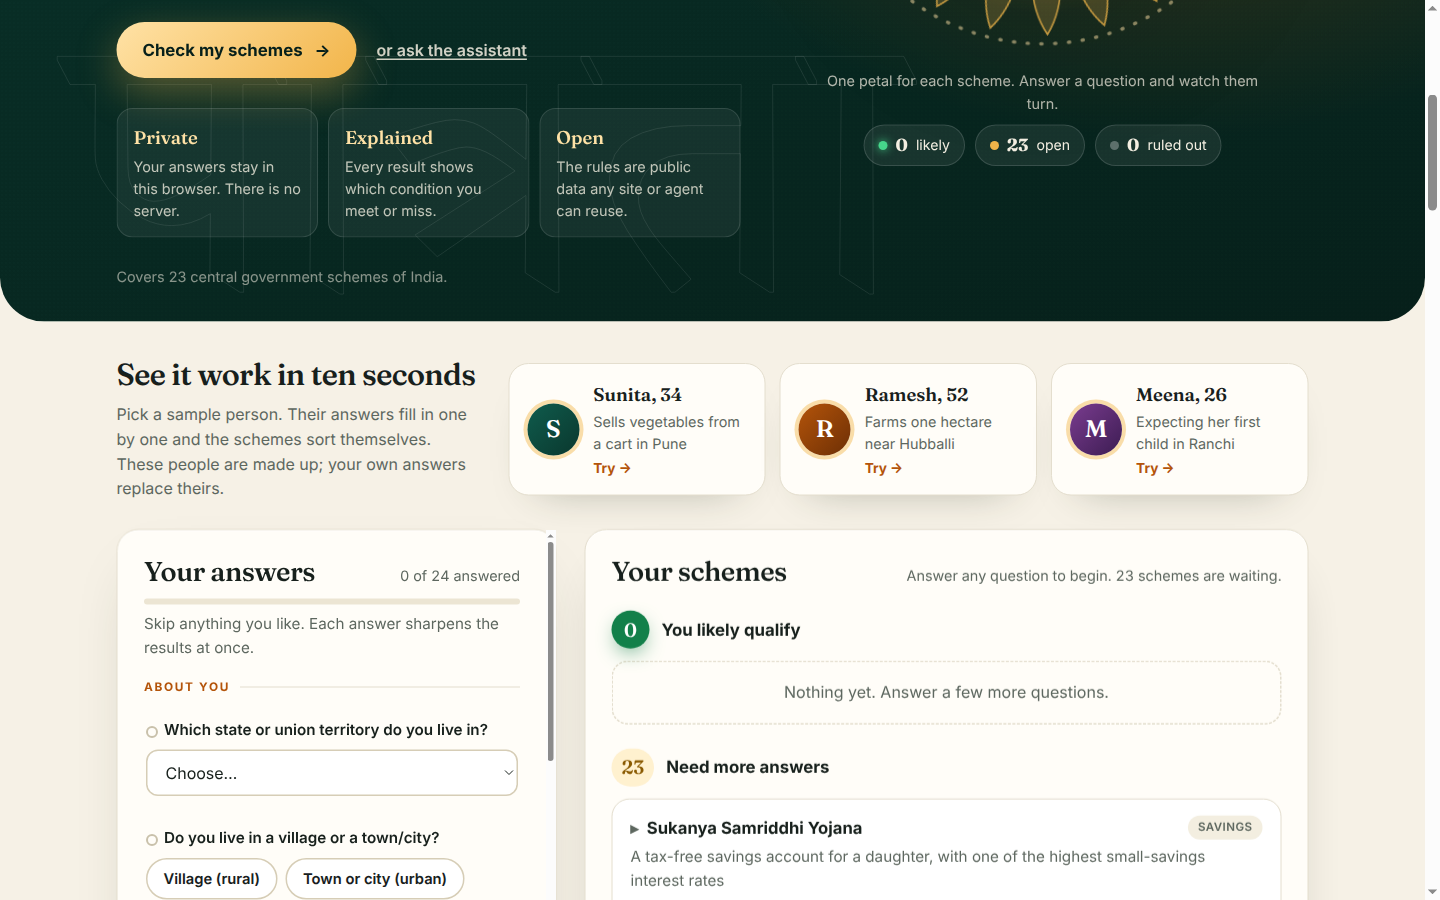 Check my schemes →
or ask the assistant
Private
Your answers stay in
this browser. There is no
server.
Explained
Every result shows
which condition you
meet or miss.
Open
The rules are public
data any site or agent
can reuse.
Covers 23 central government schemes of India.
One petal for each scheme. Answer a question and watch them
turn.
0 likely
23 open
0 ruled out
See it work in ten seconds
Pick a sample person. Their answers fill in one
by one and the schemes sort themselves.
These people are made up; your own answers
replace theirs.
S
Sunita, 34
Sells vegetables from
a cart in Pune
Try →
R
Ramesh, 52
Farms one hectare
near Hubballi
Try →
M
Meena, 26
Expecting her first
child in Ranchi
Try →
Your answers
0 of 24 answered
Skip anything you like. Each answer sharpens the
results at once.
ABOUT YOU
Which state or union territory do you live in?
Choose...
Do you live in a village or a town/city?
Village (rural)
Town or city (urban)
Your schemes
Answer any question to begin. 23 schemes are waiting.
0 You likely qualify
Nothing yet. Answer a few more questions.
23 Need more answers
▸ Sukanya Samriddhi Yojana
SAVINGS
A tax-free savings account for a daughter, with one of the highest small-savings
interest rates